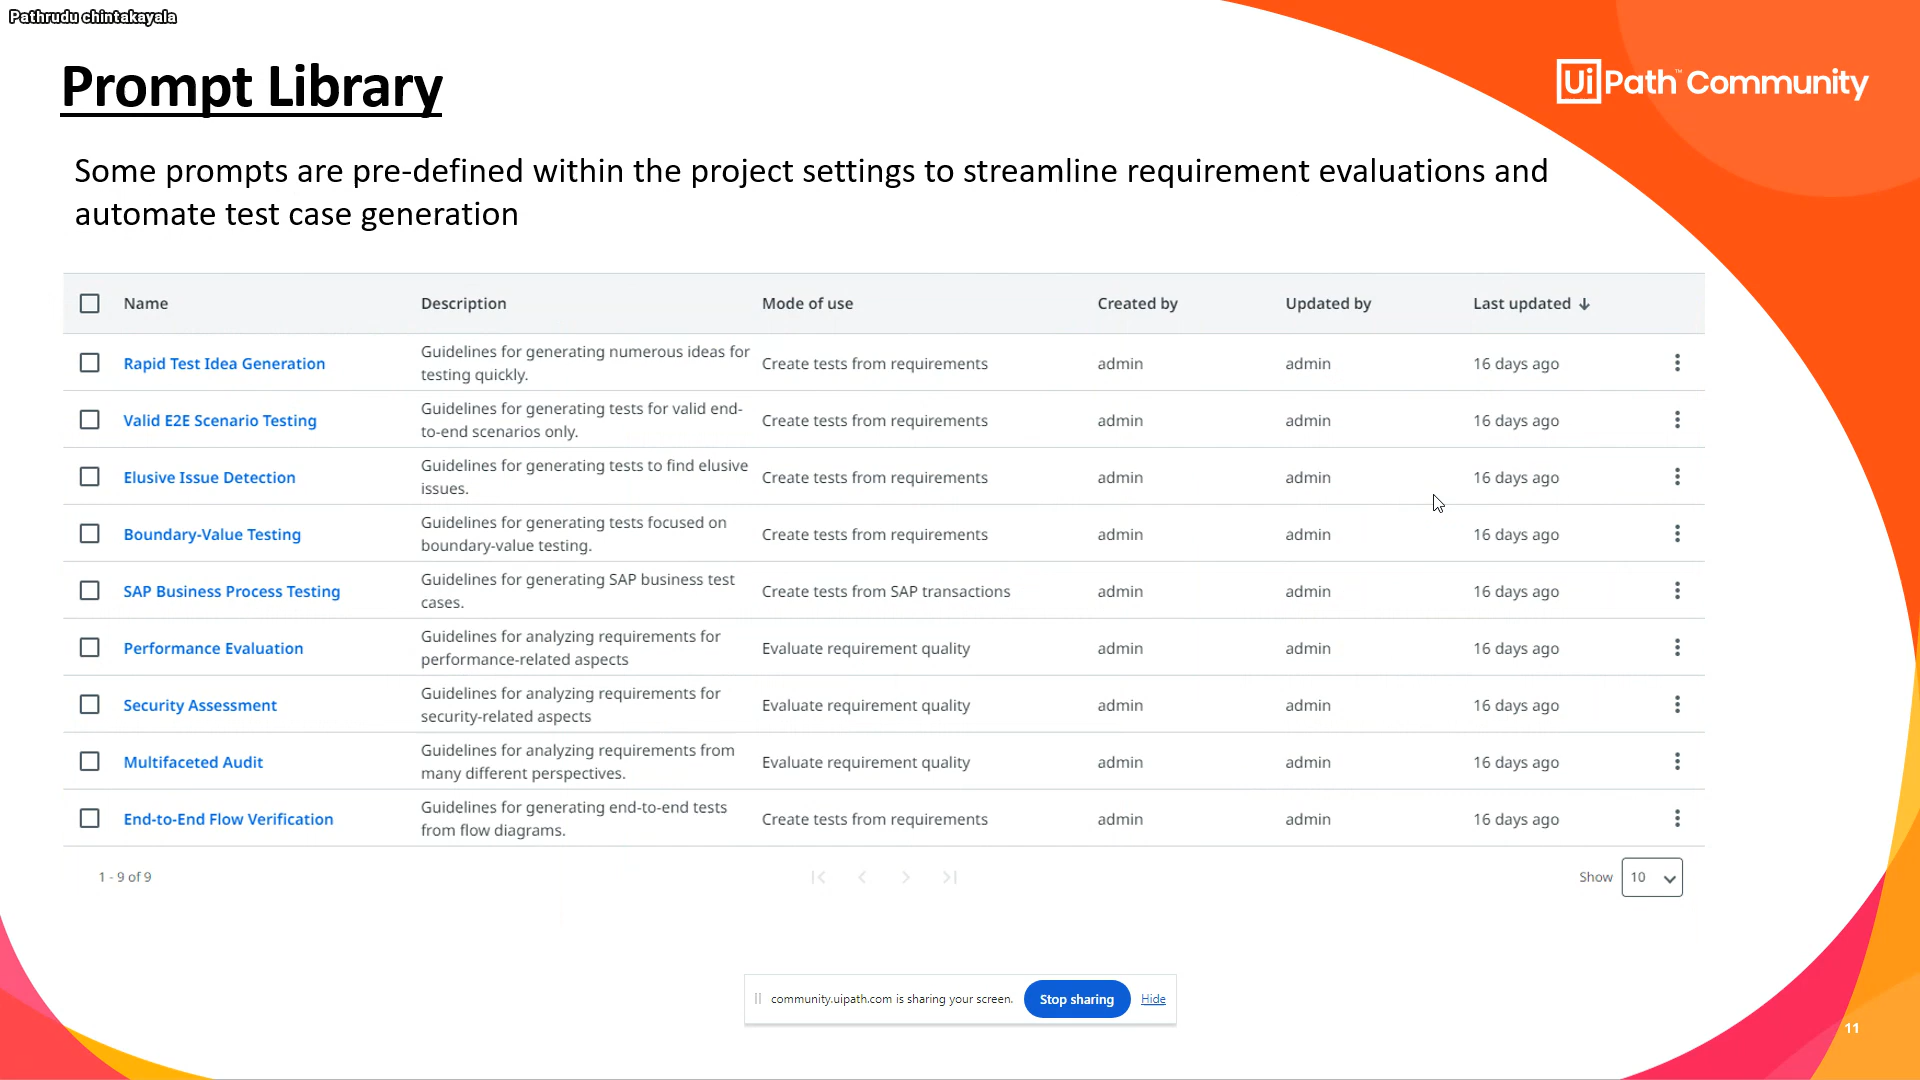 Pathrudu chintakayala
Prompt Library
UiPath™ Community
Some prompts are pre-defined within the project settings to streamline requirement evaluations and
automate test case generation
Name Description Mode of use Created by Updated by Last updated ↓
Rapid Test Idea Generation Guidelines for generating numerous ideas for testing quickly. Create tests from requirements admin admin 16 days ago
Valid E2E Scenario Testing Guidelines for generating tests for valid end-to-end scenarios only. Create tests from requirements admin admin 16 days ago
Elusive Issue Detection Guidelines for generating tests to find elusive issues. Create tests from requirements admin admin 16 days ago
Boundary-Value Testing Guidelines for generating tests focused on boundary-value testing. Create tests from requirements admin admin 16 days ago
SAP Business Process Testing Guidelines for generating SAP business test cases. Create tests from SAP transactions admin admin 16 days ago
Performance Evaluation Guidelines for analyzing requirements for performance-related aspects Evaluate requirement quality admin admin 16 days ago
Security Assessment Guidelines for analyzing requirements for security-related aspects Evaluate requirement quality admin admin 16 days ago
Multifaceted Audit Guidelines for analyzing requirements from many different perspectives. Evaluate requirement quality admin admin 16 days ago
End-to-End Flow Verification Guidelines for generating end-to-end tests from flow diagrams. Create tests from requirements admin admin 16 days ago
1 - 9 of 9 Show 10
community.uipath.com is sharing your screen. Stop sharing Hide
11